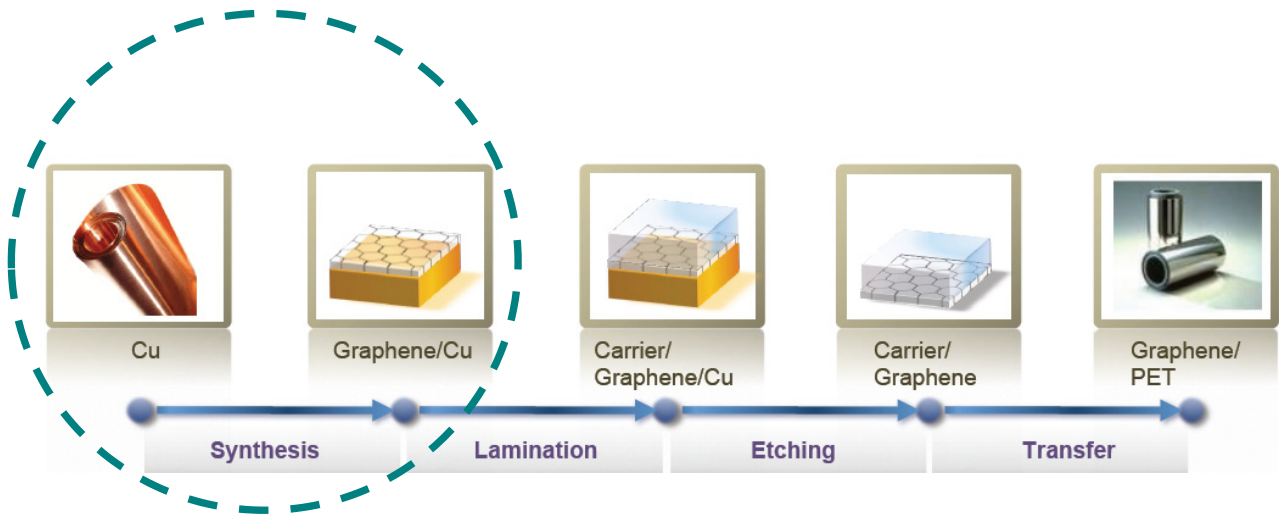 Cu
Graphene/Cu
Carrier/
Graphene/Cu
Carrier/
Graphene
Graphene/
PET
Synthesis
Lamination
Etching
Transfer